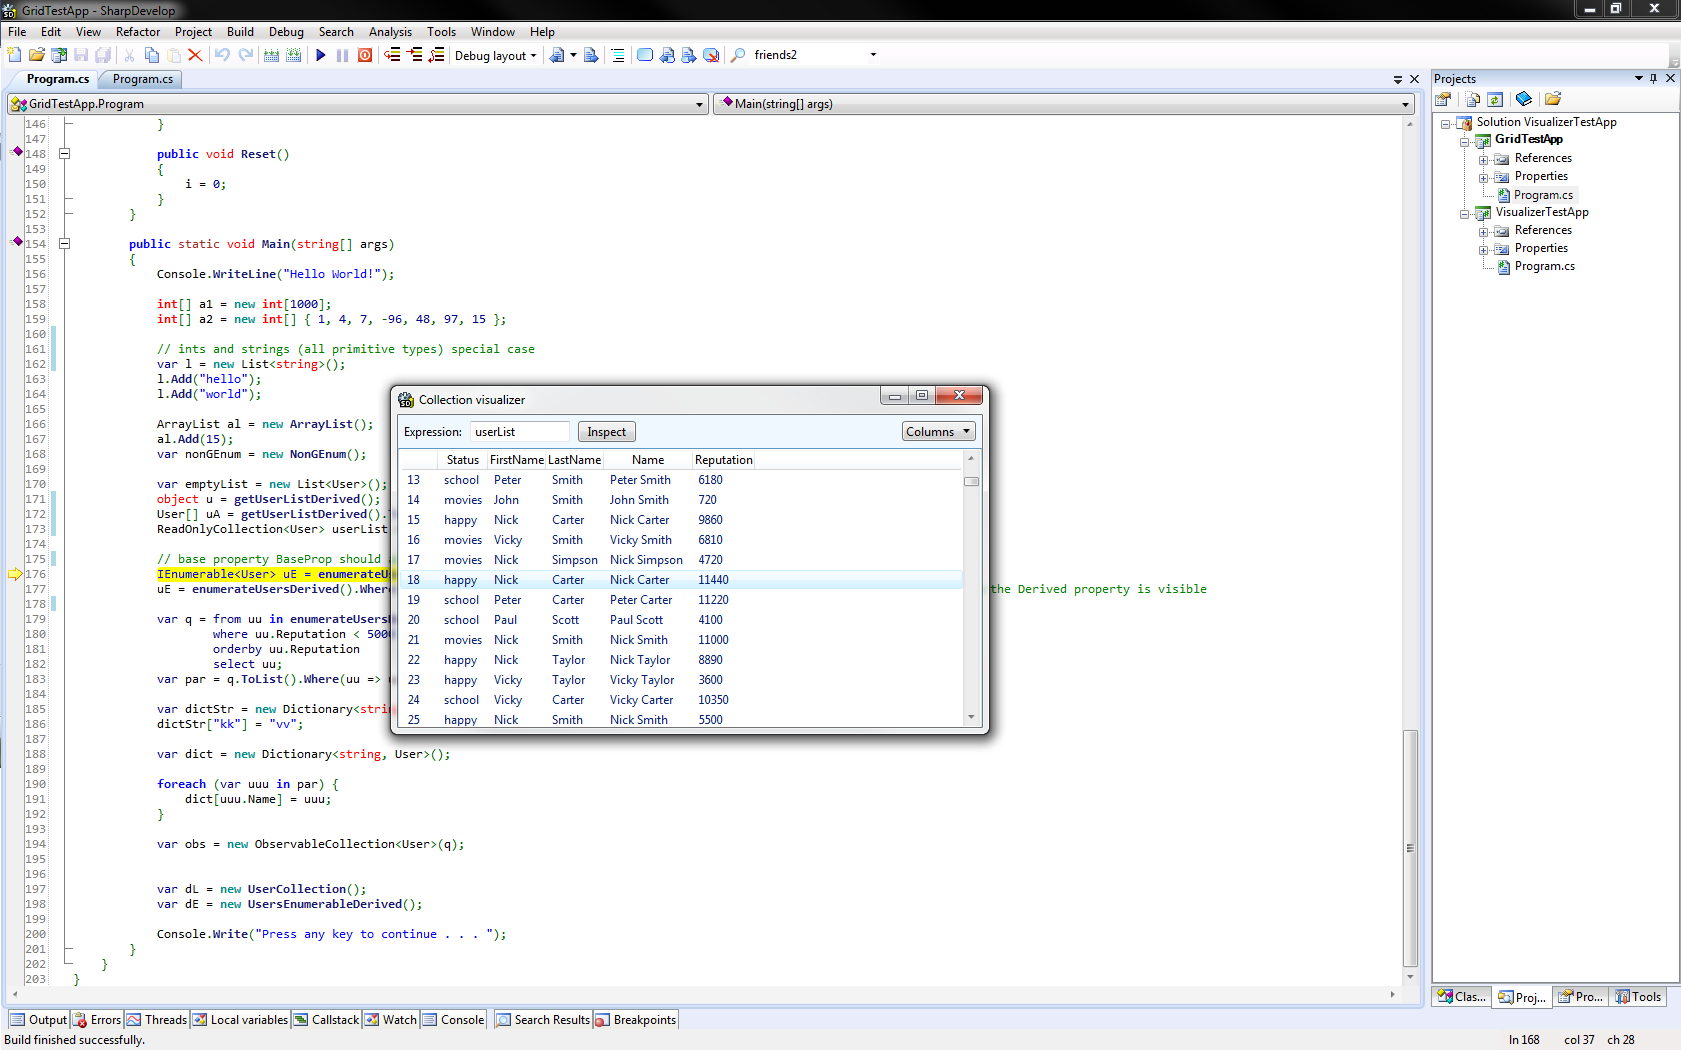 GridTestApp - SharpDevelop
File Edit View Refactor Project Build Debug Search Analysis Tools Window Help
Debug layout friends2
Program.cs Program.cs
GridTestApp.Program Main(string[] args)
146 }
147
148 public void Reset()
149 {
150 i = 0;
151 }
152 }
153
154 public static void Main(string[] args)
155 {
156 Console.WriteLine("Hello World!");
157
158 int[] a1 = new int[1000];
159 int[] a2 = new int[] { 1, 4, 7, -96, 48, 97, 15 };
160
161 // ints and strings (all primitive types) special case
162 var l = new List<string>();
163 l.Add("hello");
164 l.Add("world");
165
166 ArrayList al = new ArrayList();
167 al.Add(15);
168 var nonGEnum = new NonGEnum();
169
170 var emptyList = new List<User>();
171 object u = getUserListDerived();
172 User[] uA = getUserListDerived().
173 ReadOnlyCollection<User> userList
174
175 // base property BaseProp should
176 IEnumerable<User> uE = enumerateU
177 uE = enumerateUsersDerived().Wher the Derived property is visible
178
179 var q = from uu in enumerateUsers
180 where uu.Reputation < 500
181 orderby uu.Reputation
182 select uu;
183 var par = q.ToList().Where(uu =>
184
185 var dictStr = new Dictionary<stri
186 dictStr["kk"] = "vv";
187
188 var dict = new Dictionary<string, User>();
189
190 foreach (var uuu in par) {
191 dict[uuu.Name] = uuu;
192 }
193
194 var obs = new ObservableCollection<User>(q);
195
196
197 var dL = new UserCollection();
198 var dE = new UsersEnumerableDerived();
199
200 Console.Write("Press any key to continue . . . ");
201 }
202 }
203 }
Collection visualizer
Expression: userList Inspect Columns
Status FirstName LastName Name Reputation
13 school Peter Smith Peter Smith 6180
14 movies John Smith John Smith 720
15 happy Nick Carter Nick Carter 9860
16 movies Vicky Smith Vicky Smith 6810
17 movies Nick Simpson Nick Simpson 4720
18 happy Nick Carter Nick Carter 11440
19 school Peter Carter Peter Carter 11220
20 school Paul Scott Paul Scott 4100
21 movies Nick Smith Nick Smith 11000
22 happy Nick Taylor Nick Taylor 8890
23 happy Vicky Taylor Vicky Taylor 3600
24 school Vicky Carter Vicky Carter 10350
25 happy Nick Smith Nick Smith 5500
Projects
Solution VisualizerTestApp
GridTestApp
References
Properties
Program.cs
VisualizerTestApp
References
Properties
Program.cs
Clas... Proj... Pro... Tools
Output Errors Threads Local variables Callstack Watch Console Search Results Breakpoints
Build finished successfully. ln 168 col 37 ch 28